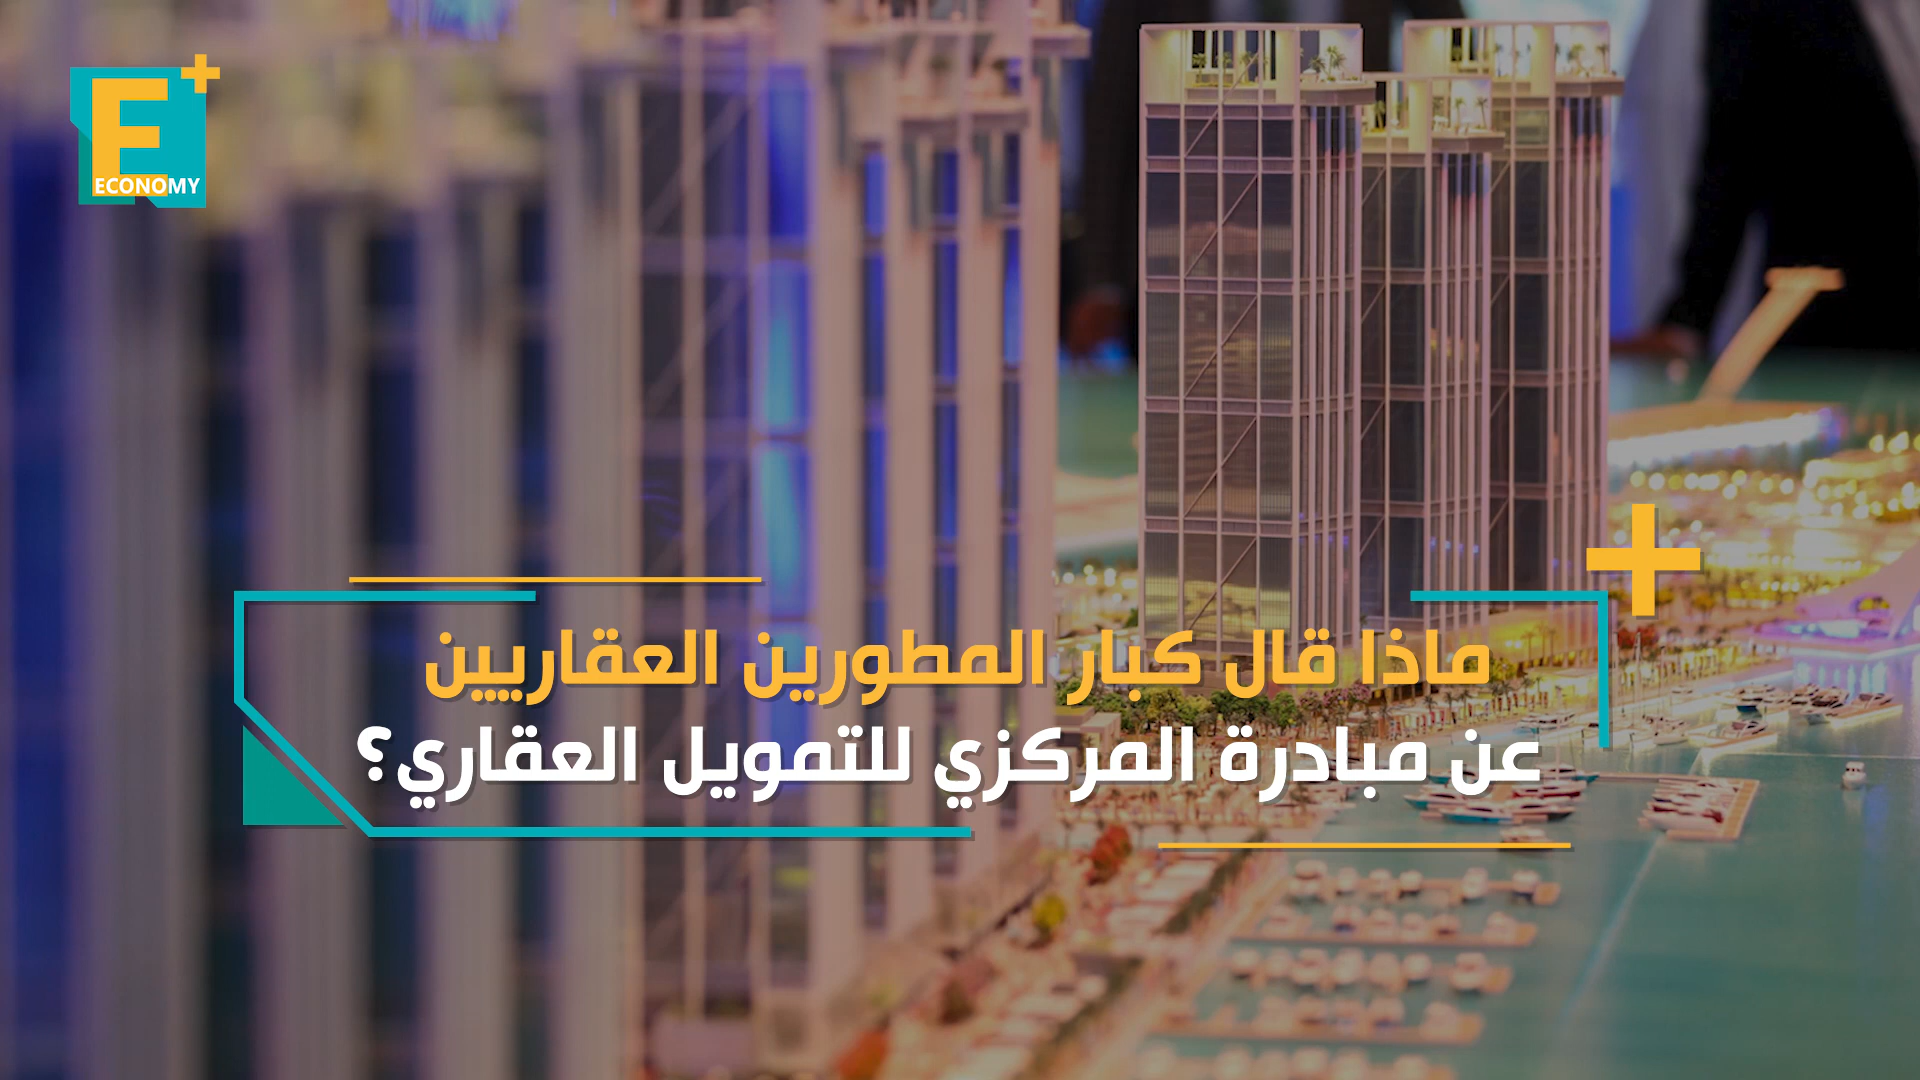 E+
ECONOMY
ماذا قال كبار المطورين العقاريين
عن مبادرة المركزي للتمويل العقاري؟